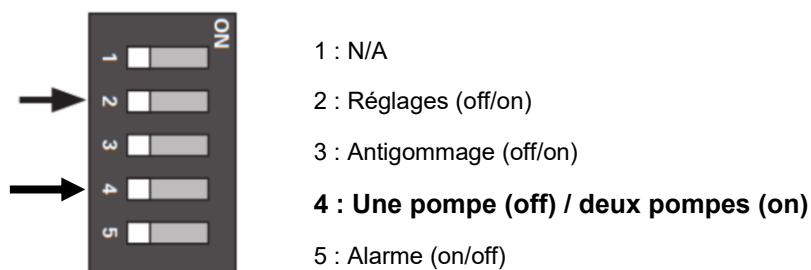 ON
1
2
3
4
5
1 : N/A
2 : Réglages (off/on)
3 : Antigommage (off/on)
4 : Une pompe (off) / deux pompes (on)
5 : Alarme (on/off)